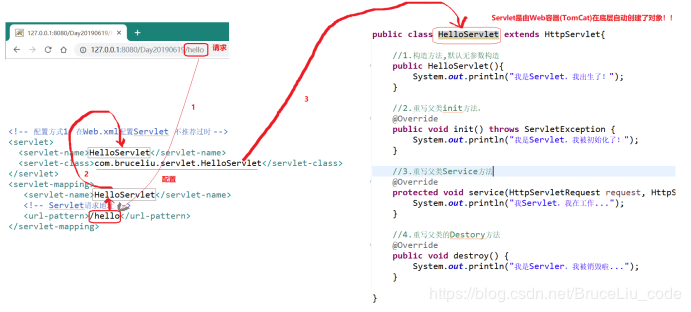 Servlet是由Web容器(TomCat)在底层自动创建了对象！！
127.0.0.1:8080/Day20190619/hello
127.0.0.1:8080/Day20190619/hello
请求
1
3
<!-- 配置方式1：在Web.xml配置Servlet 不推荐过时 -->
<servlet>
<servlet-name>HelloServlet</servlet-name>
<servlet-class>com.bruceliu.servlet.HelloServlet</servlet-class>
</servlet>
2
配置
<servlet-mapping>
<servlet-name>HelloServlet</servlet-name>
<!-- Servlet请求地
<url-pattern>/hello</url-pattern>
</servlet-mapping>
public class HelloServlet extends HttpServlet{
//1.构造方法,默认无参数构造
public HelloServlet(){
System.out.println("我是Servlet，我出生了！");
}
//2.重写父类init方法.
@Override
public void init() throws ServletException {
System.out.println("我是Servlet，我被初始化了！");
}
//3.重写父类Service方法
@Override
protected void service(HttpServletRequest request, HttpS
System.out.println("我Servlet，我在工作...");
}
//4.重写父类的Destory方法
@Override
public void destroy() {
System.out.println("我是Servler，我被销毁啦...");
}
}
https://blog.csdn.net/BruceLiu_code